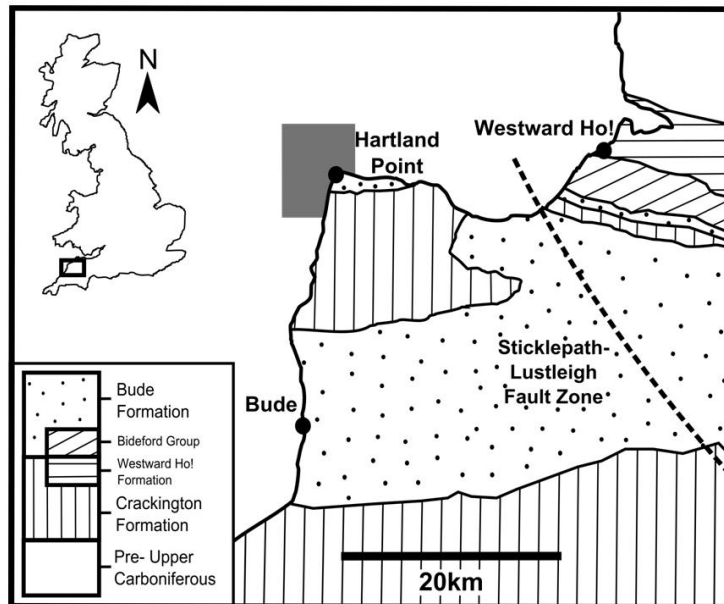 N
Hartland
Point
Westward Ho!
Sticklepath-
Lustleigh
Fault Zone
Bude
20km
Bude
Formation
Bideford Group
Westward Ho!
Formation
Crackington
Formation
Pre- Upper
Carboniferous